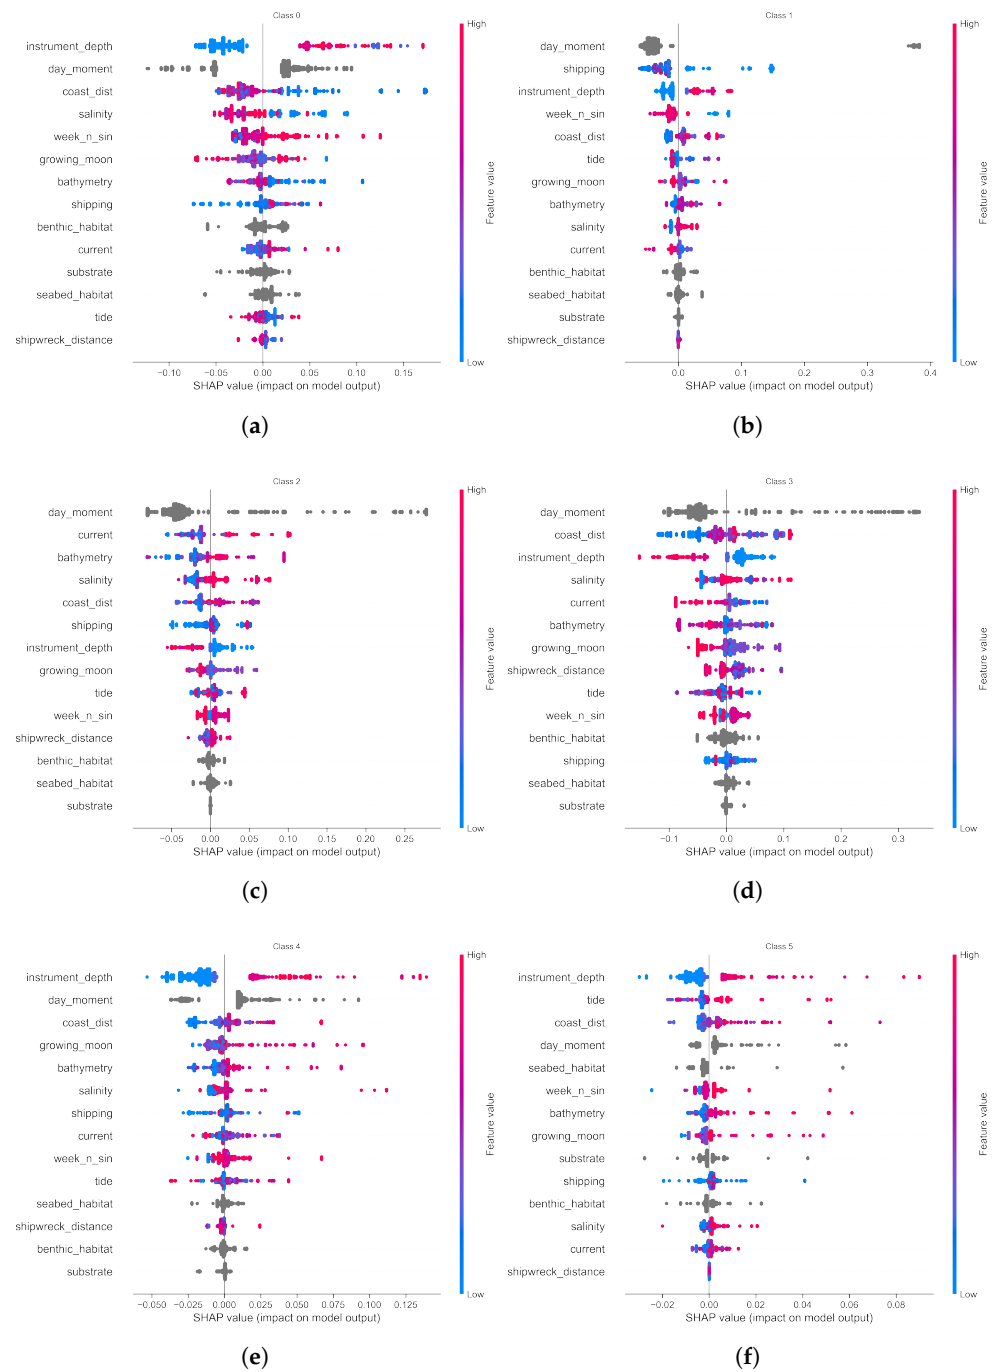 Class 0
High
instrument_depth
day_moment
coast_dist
salinity
week_n_sin
growing_moon
bathymetry
shipping
benthic_habitat
current
substrate
seabed_habitat
tide
shipwreck_distance
Feature value
Low
−0.10 −0.05 0.00 0.05 0.10 0.15
SHAP value (impact on model output)
(a)
Class 1
High
day_moment
shipping
instrument_depth
week_n_sin
coast_dist
tide
growing_moon
bathymetry
salinity
current
benthic_habitat
seabed_habitat
substrate
shipwreck_distance
Feature value
Low
0.0 0.1 0.2 0.3 0.4
SHAP value (impact on model output)
(b)
Class 2
High
day_moment
current
bathymetry
salinity
coast_dist
shipping
instrument_depth
growing_moon
tide
week_n_sin
shipwreck_distance
benthic_habitat
seabed_habitat
substrate
Feature value
Low
−0.05 0.00 0.05 0.10 0.15 0.20 0.25
SHAP value (impact on model output)
(c)
Class 3
High
day_moment
coast_dist
instrument_depth
salinity
current
bathymetry
growing_moon
shipwreck_distance
tide
week_n_sin
benthic_habitat
shipping
seabed_habitat
substrate
Feature value
Low
−0.1 0.0 0.1 0.2 0.3
SHAP value (impact on model output)
(d)
Class 4
High
instrument_depth
day_moment
coast_dist
growing_moon
bathymetry
salinity
shipping
current
week_n_sin
tide
seabed_habitat
shipwreck_distance
benthic_habitat
substrate
Feature value
Low
−0.050 −0.025 0.000 0.025 0.050 0.075 0.100 0.125
SHAP value (impact on model output)
(e)
Class 5
High
instrument_depth
tide
coast_dist
day_moment
seabed_habitat
week_n_sin
bathymetry
growing_moon
substrate
shipping
benthic_habitat
salinity
current
shipwreck_distance
Feature value
Low
−0.02 0.00 0.02 0.04 0.06 0.08
SHAP value (impact on model output)
(f)